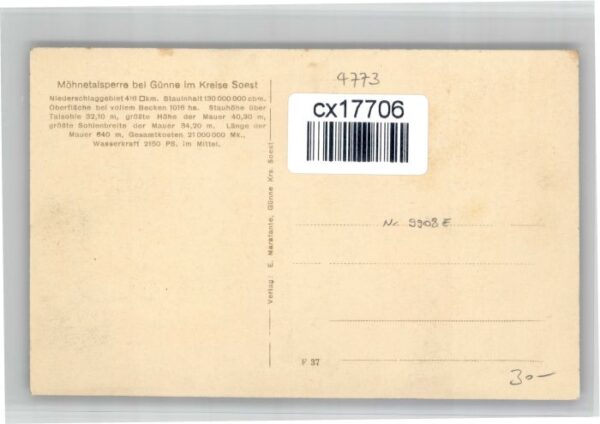 Möhnetalsperre bei Günne im Kreise Soest
Niederschlaggebiet 416 □km. Stauinhalt 130 000 000 cbm.
Oberfläche bei vollem Becken 1016 ha. Stauhöhe über
Talsohle 32,10 m, größte Höhe der Mauer 40,30 m,
größte Sohlenbreite der Mauer 34,20 m. Länge der
Mauer 640 m, Gesamtkosten 21 000 000 Mk.,
Wasserkraft 2150 PS. im Mittel.
4773
cx17706
Verlag: E. Maratante, Günne Krs. Soest
Nr. 9908 E
F 37
30-